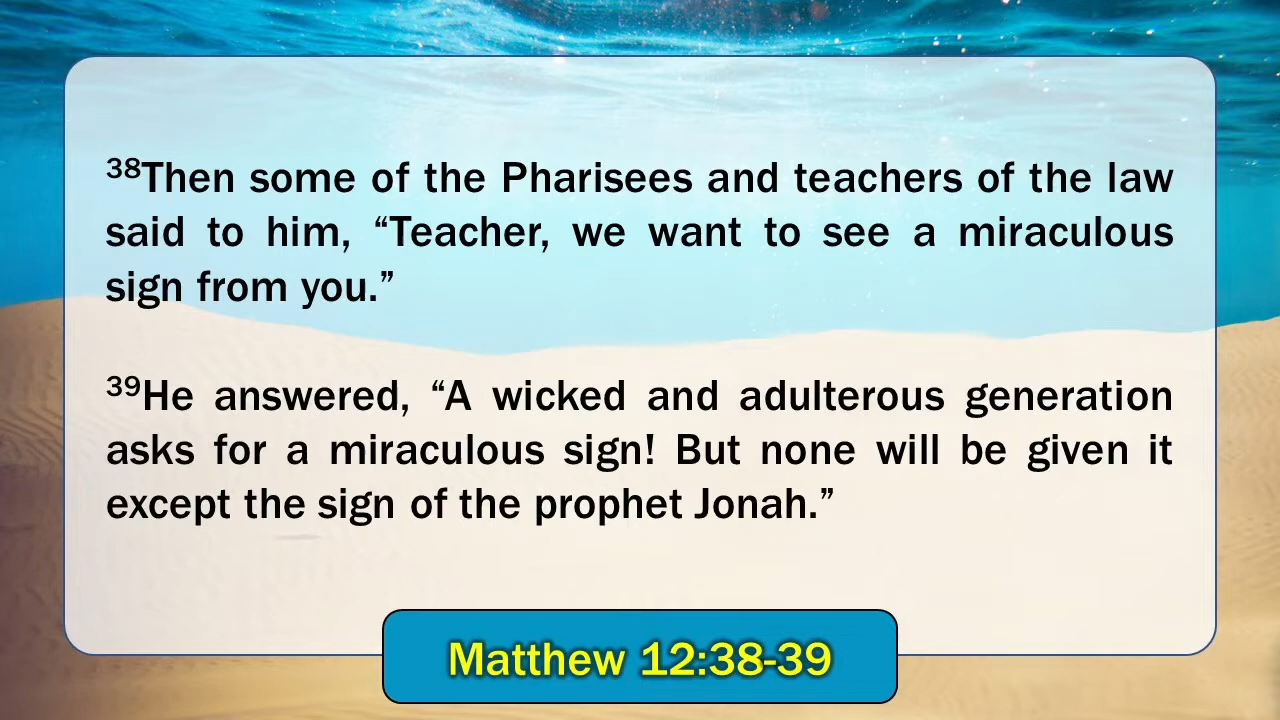 ³⁸Then some of the Pharisees and teachers of the law
said to him, “Teacher, we want to see a miraculous
sign from you.”
³⁹He answered, “A wicked and adulterous generation
asks for a miraculous sign! But none will be given it
except the sign of the prophet Jonah.”
Matthew 12:38-39